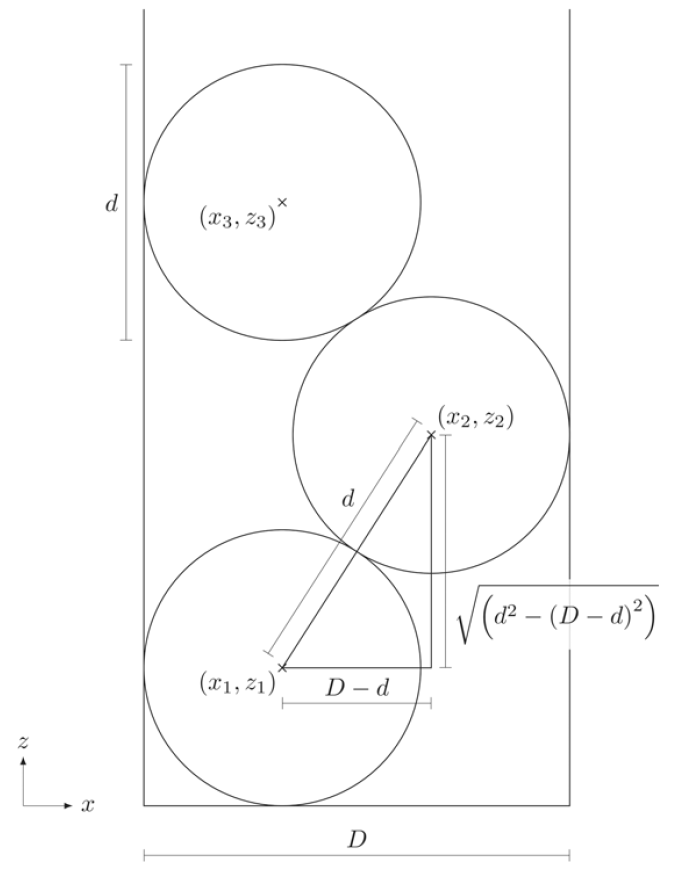 d
(x₃, z₃)
(x₂, z₂)
d
√((d² − (D − d)²))
(x₁, z₁)
D − d
z
x
D